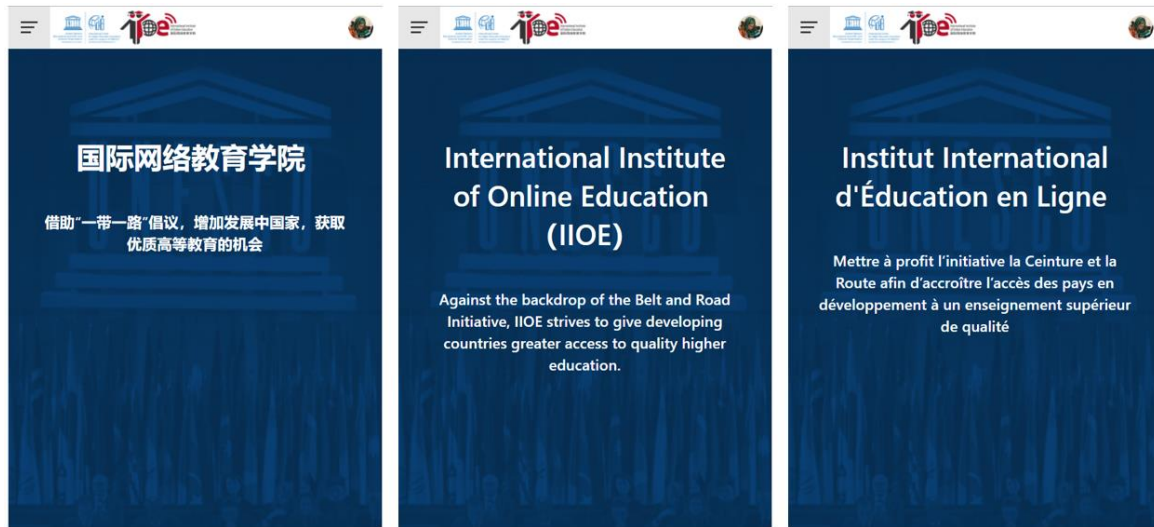 国际网络教育学院
借助“一带一路”倡议，增加发展中国家，获取
优质高等教育的机会
International Institute
of Online Education
(IIOE)
Against the backdrop of the Belt and Road
Initiative, IIOE strives to give developing
countries greater access to quality higher
education.
Institut International
d'Éducation en Ligne
Mettre à profit l’initiative la Ceinture et la
Route afin d’accroître l’accès des pays en
développement à un enseignement supérieur
de qualité